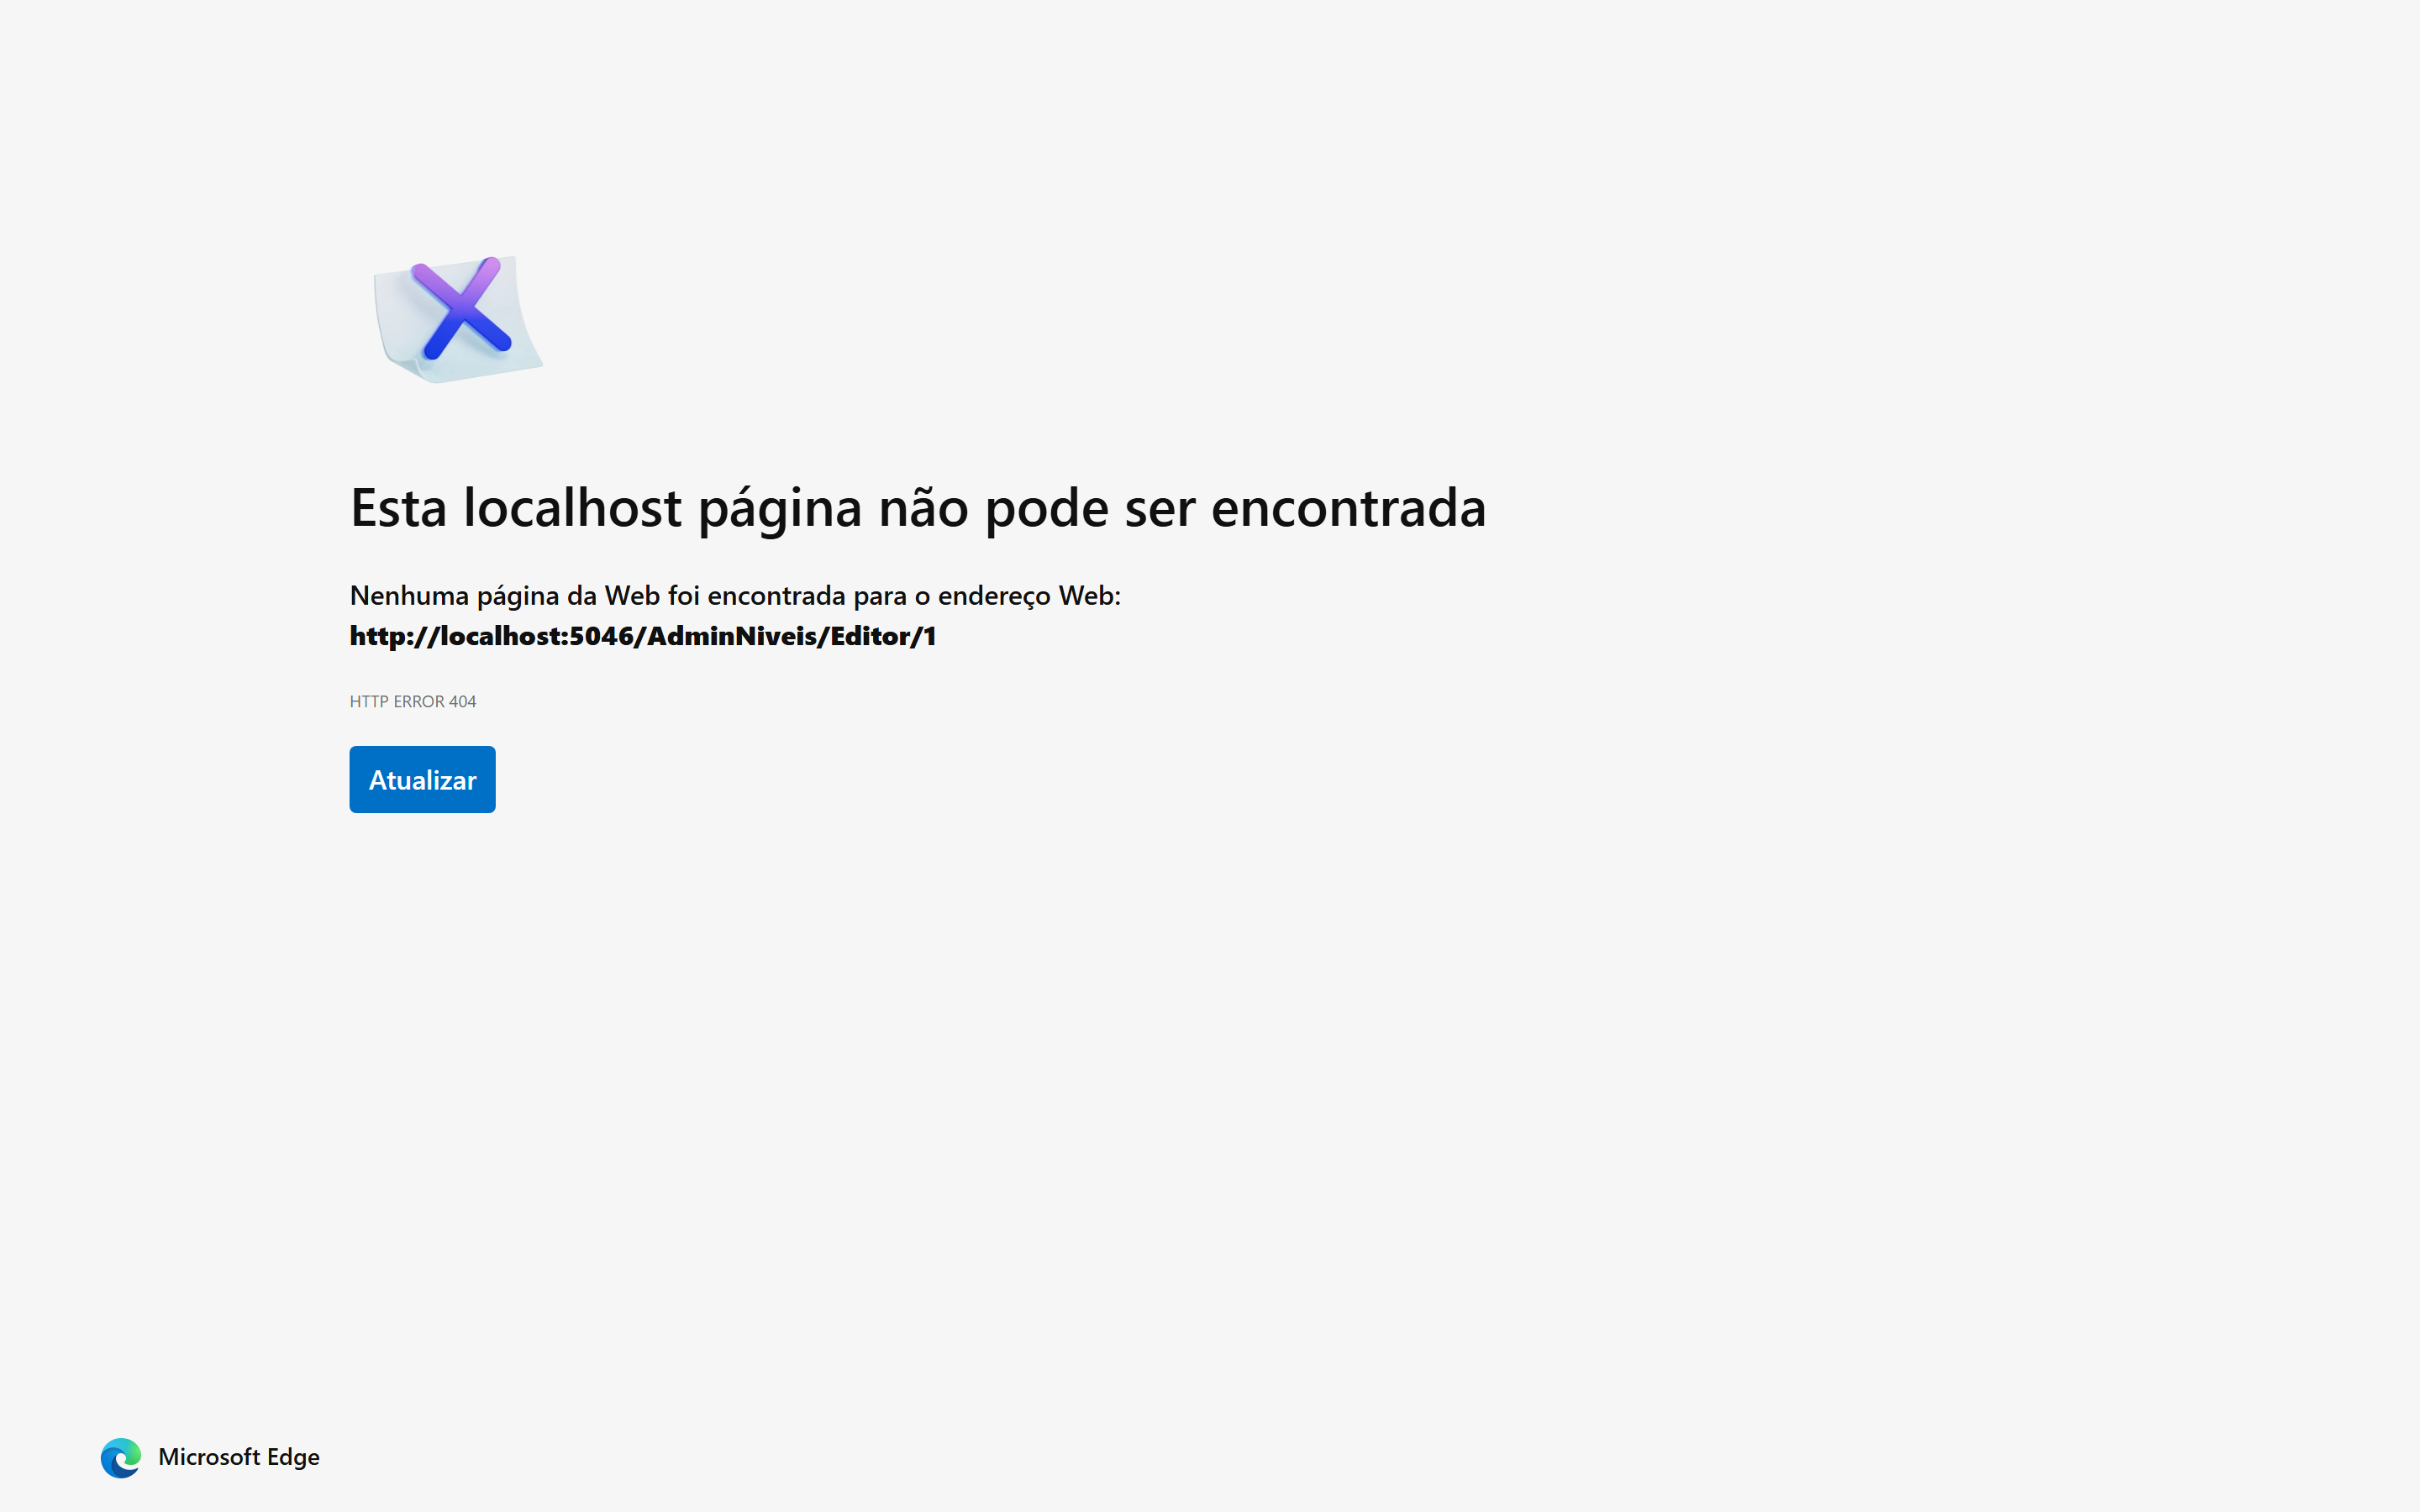 Esta localhost página não pode ser encontrada
Nenhuma página da Web foi encontrada para o endereço Web:
http://localhost:5046/AdminNiveis/Editor/1
HTTP ERROR 404
Atualizar
Microsoft Edge